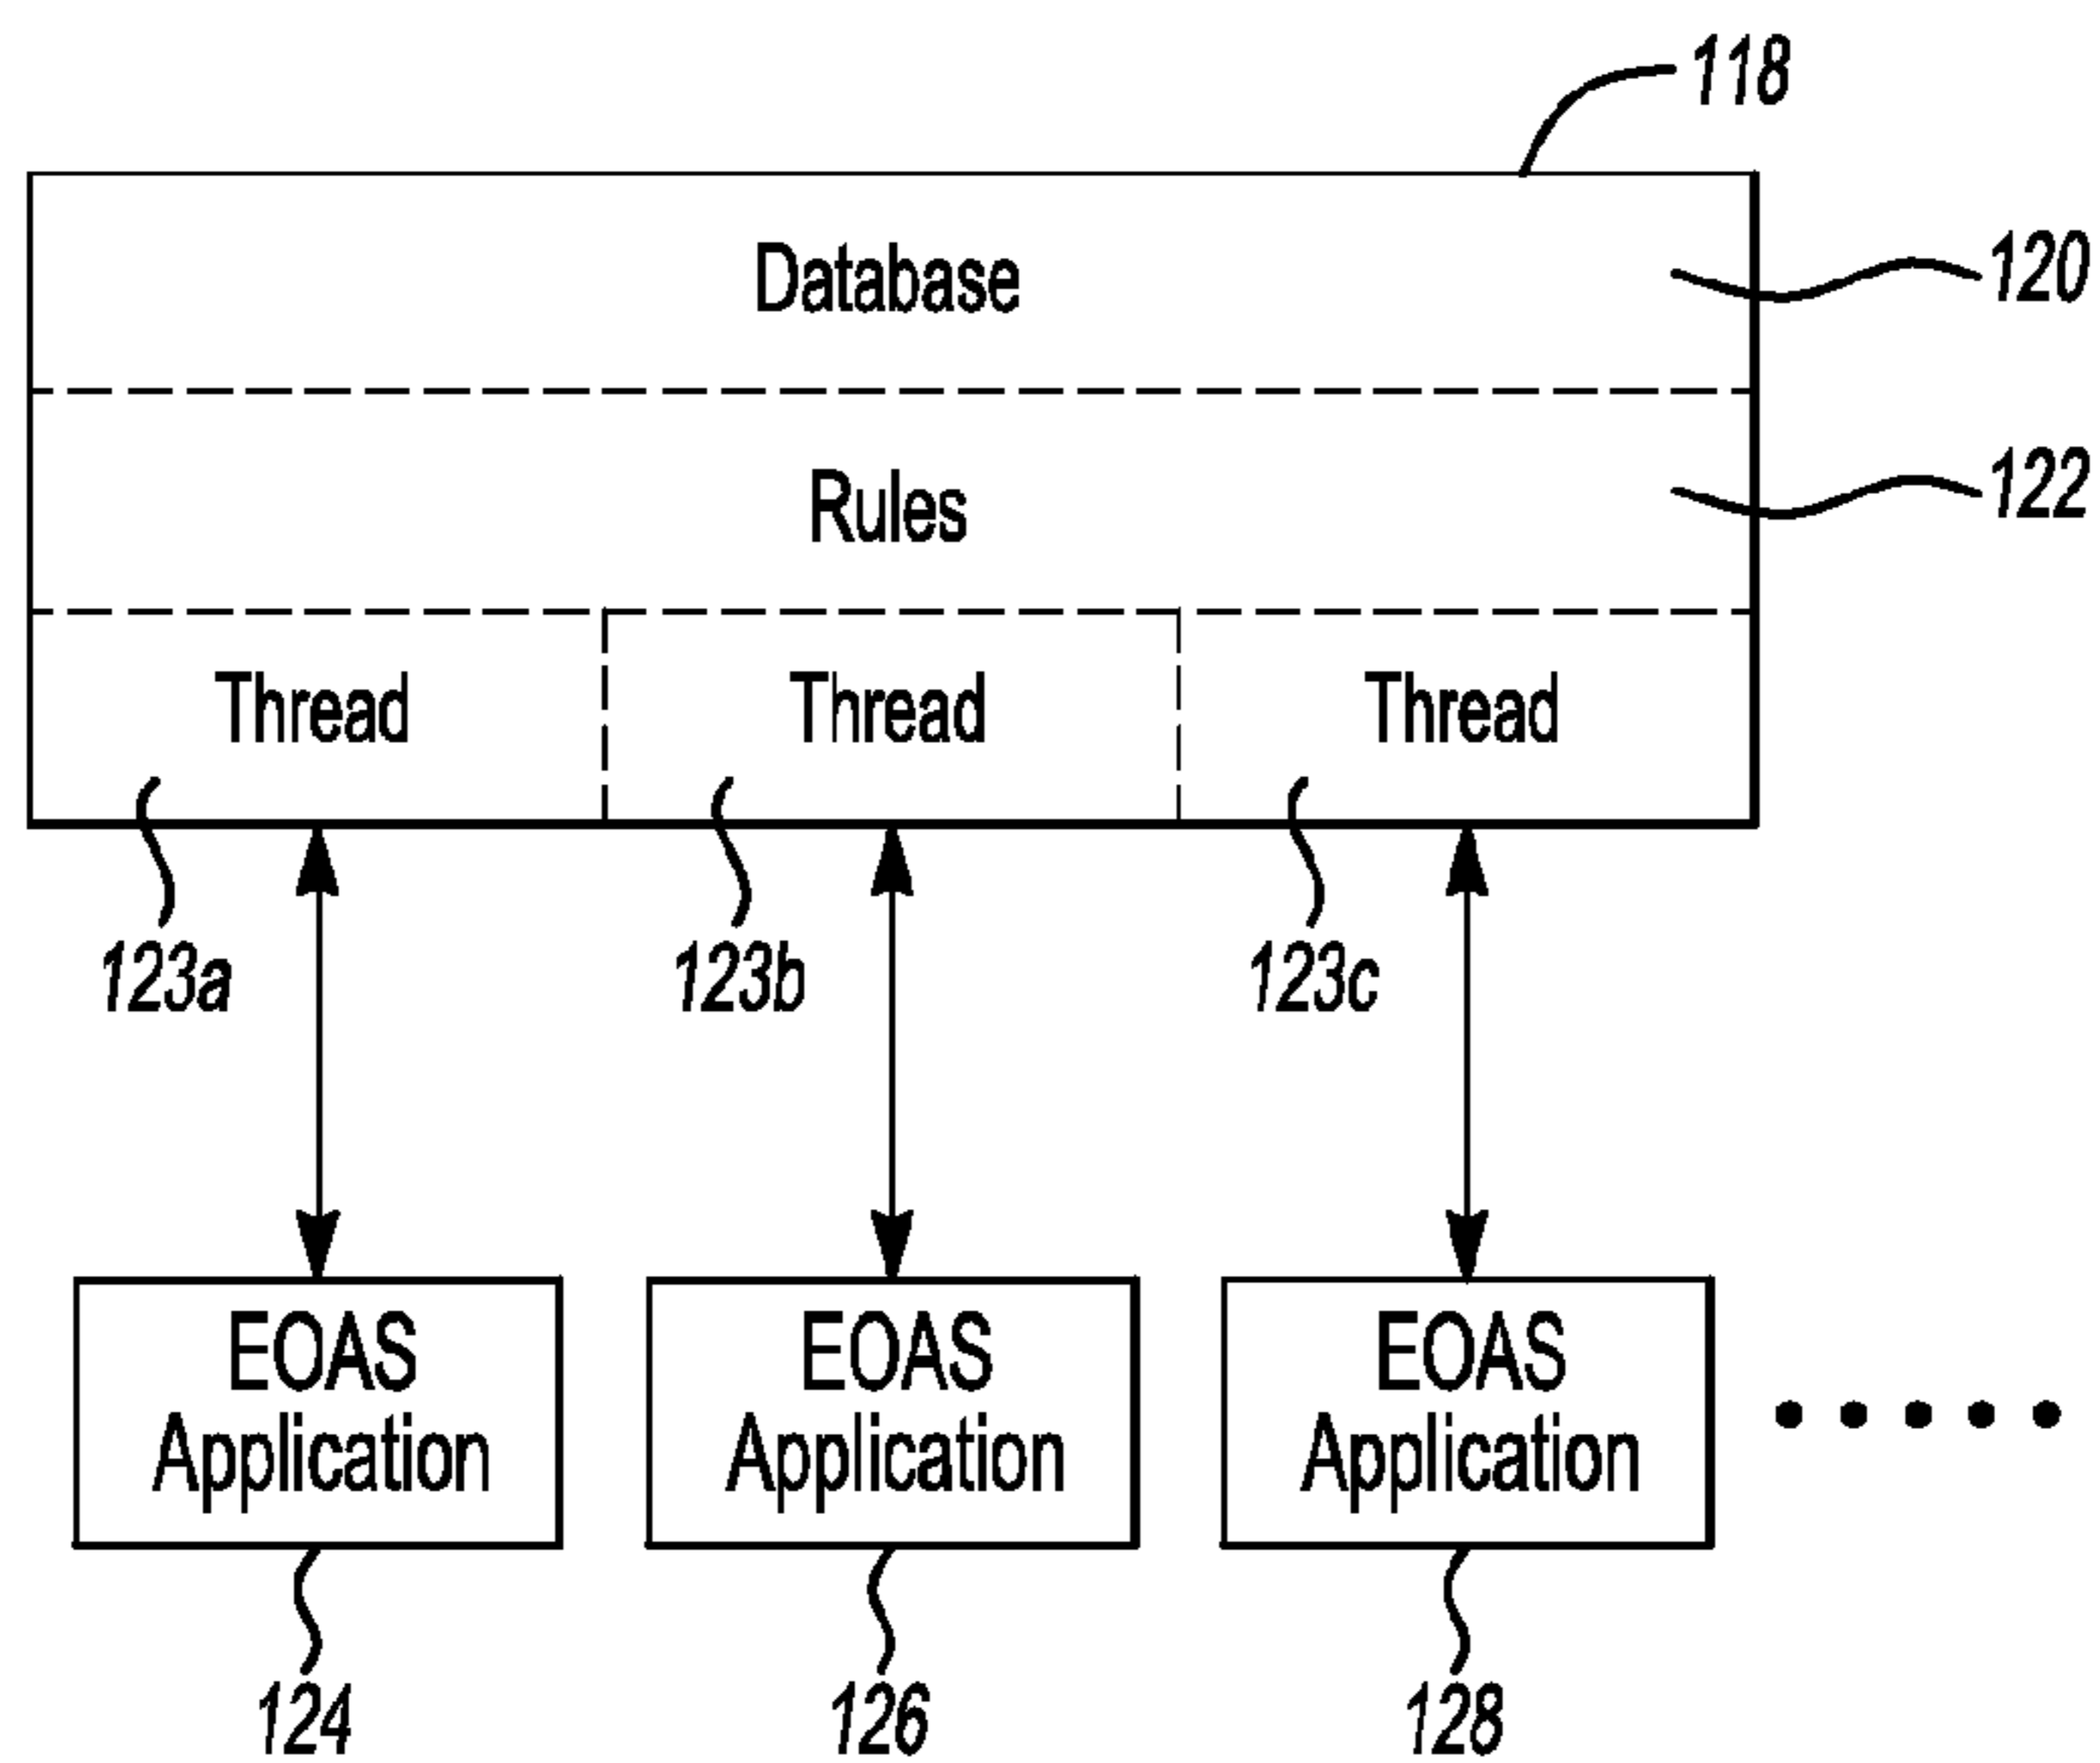 118
Database
120
Rules
122
Thread Thread Thread
123a 123b 123c
EOAS EOAS EOAS
Application Application Application
124 126 128